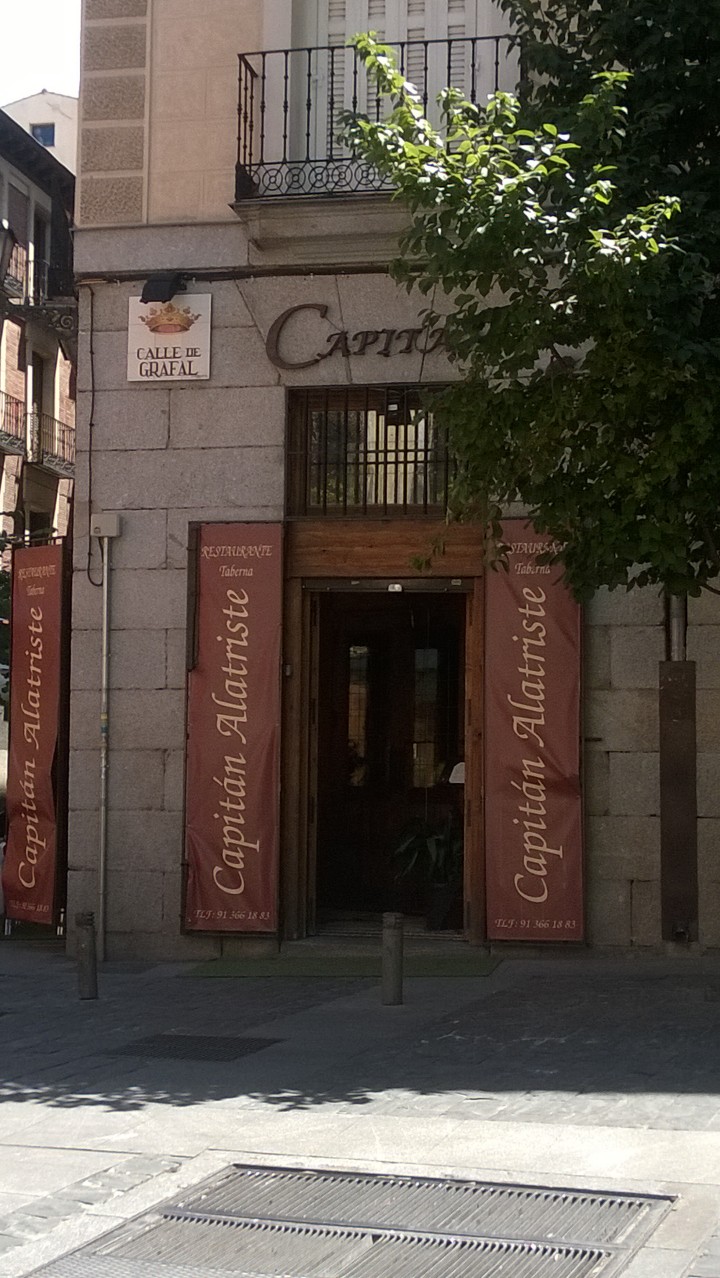 CALLE DE
GRAFAL
CAPITA
RESTAURANTE
Taberna
Capitán Alatriste
RESTAURANTE
Taberna
Capitán Alatriste
TLF: 91 366 18 83
Taberna
Capitán Alatriste
TLF: 91 366 18 83